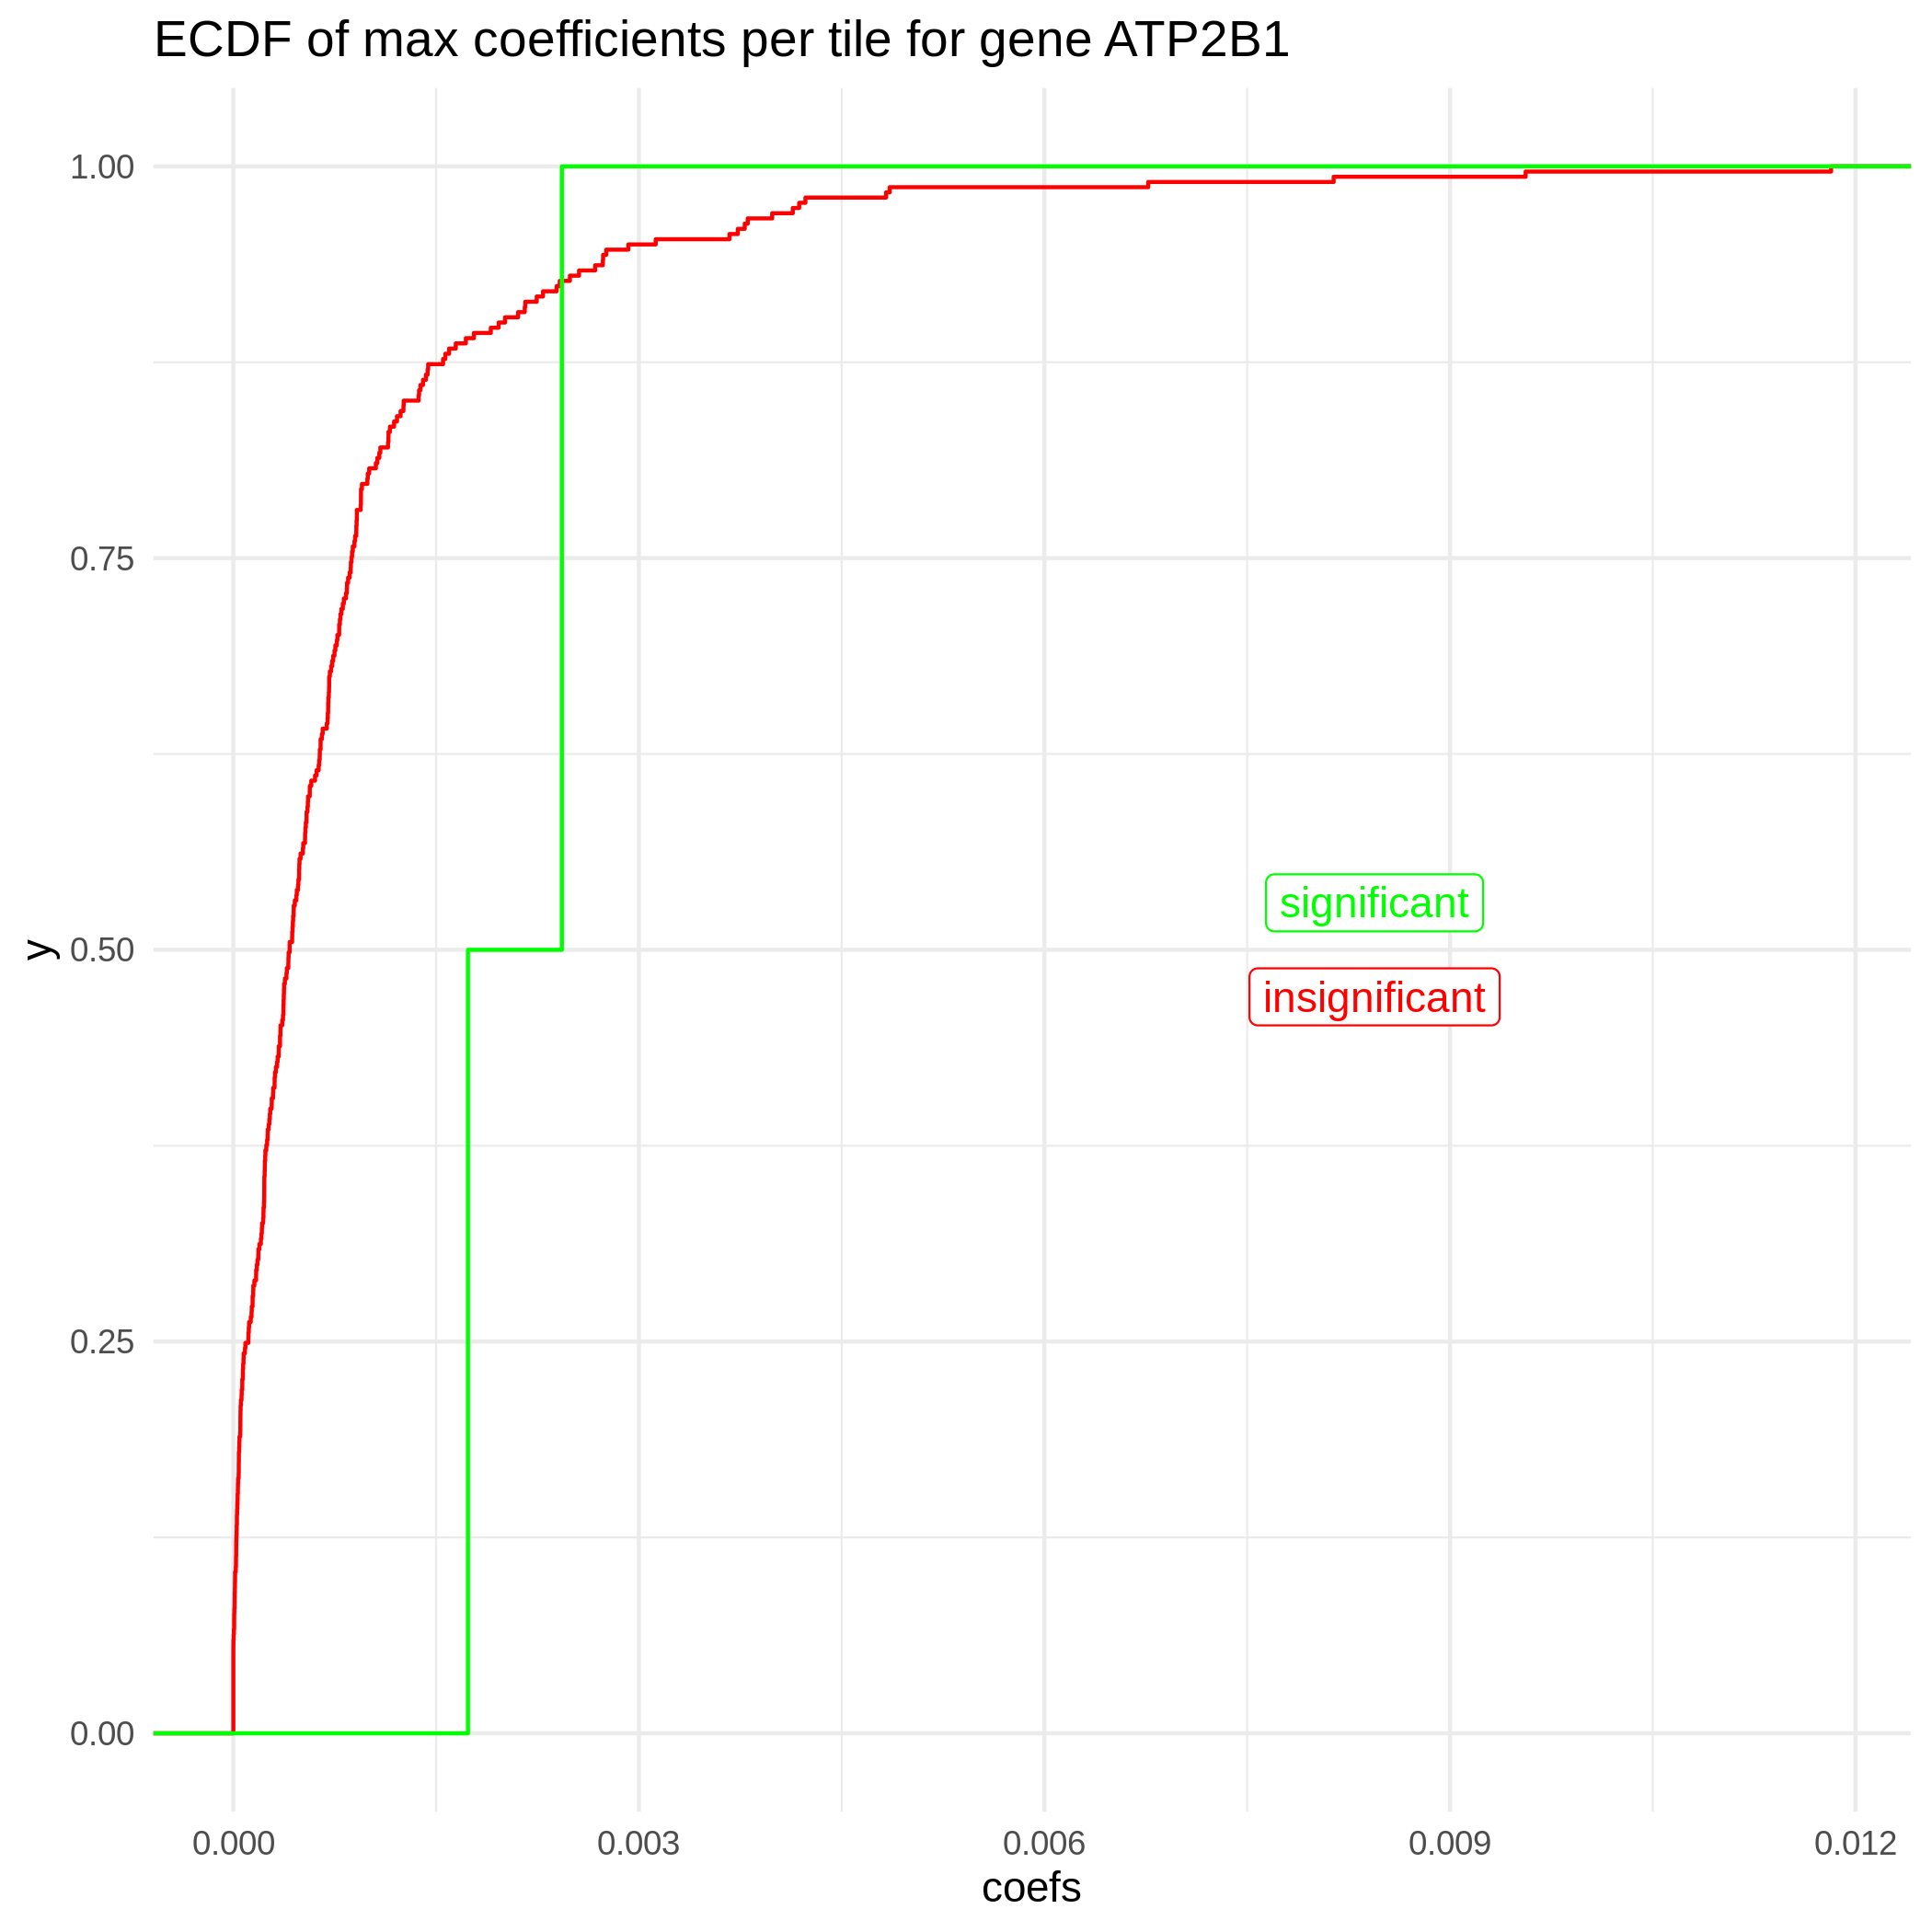 ECDF of max coefficients per tile for gene ATP2B1
1.00
0.75
0.50
0.25
0.00
y
significant
insignificant
0.000
0.003
0.006
0.009
0.012
coefs